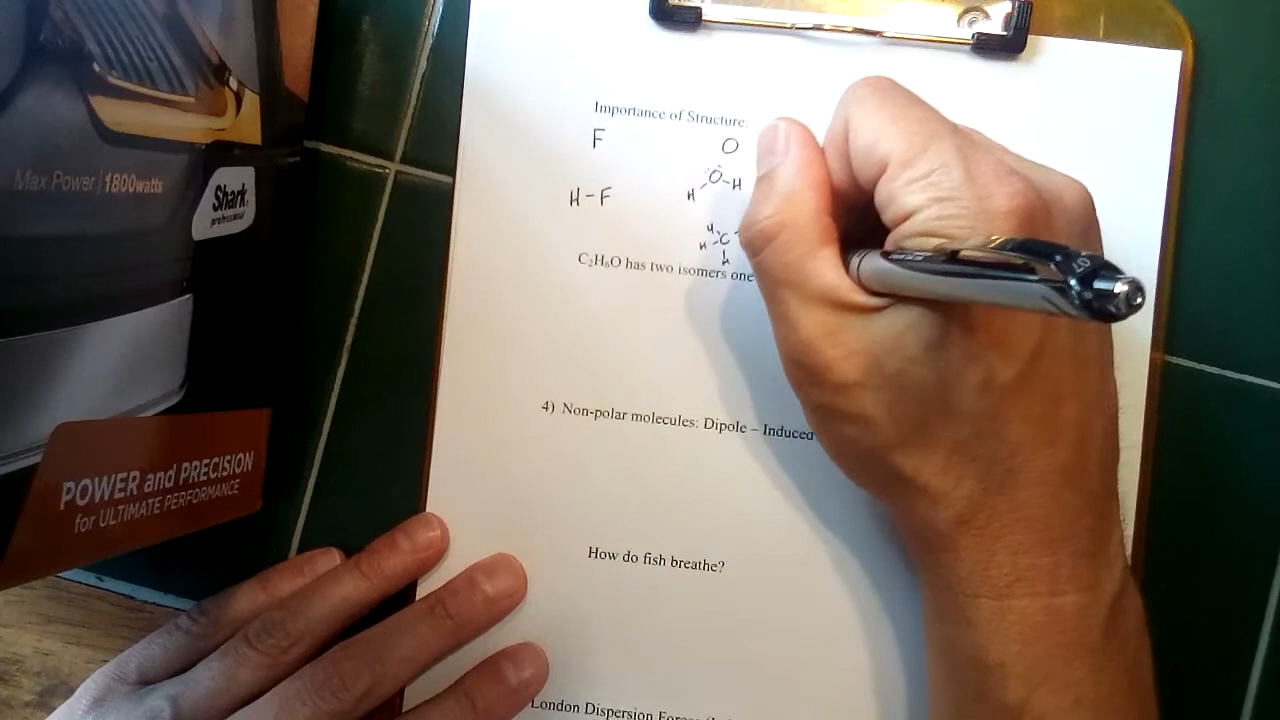 Max Power | 1800watts
Shark
professional
POWER and PRECISION
for ULTIMATE PERFORMANCE
Importance of Structure:
F O
H-F
H O-H
H
H C
H
C₂H₆O has two isomers one
4) Non-polar molecules: Dipole – Induced
How do fish breathe?
London Dispersion
07